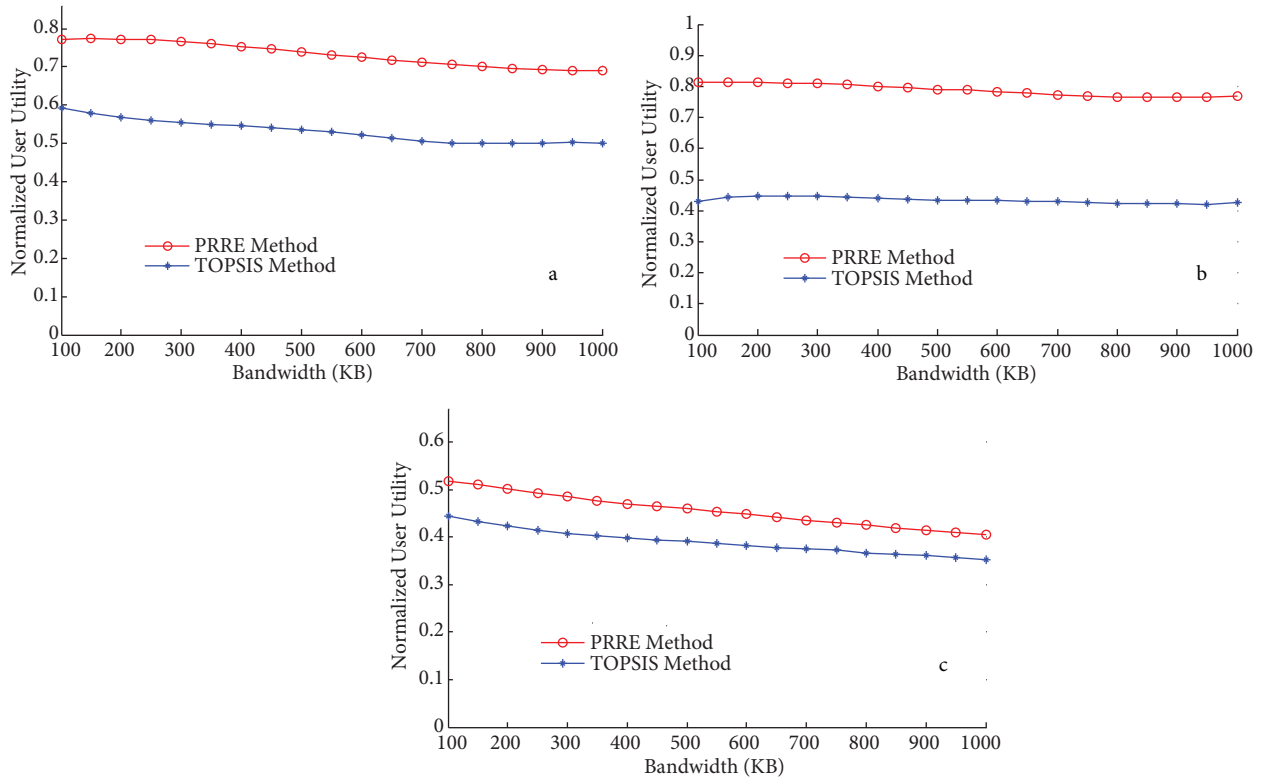 0.8
0.7
0.6
0.5
0.4
0.3
0.2
0.1
0
Normalized User Utility
PRRE Method
TOPSIS Method
a
100 200 300 400 500 600 700 800 900 1000
Bandwidth (KB)
1
0.9
0.8
0.7
0.6
0.5
0.4
0.3
0.2
0.1
0
Normalized User Utility
PRRE Method
TOPSIS Method
b
100 200 300 400 500 600 700 800 900 1000
Bandwidth (KB)
0.6
0.5
0.4
0.3
0.2
0.1
0
Normalized User Utility
PRRE Method
TOPSIS Method
c
100 200 300 400 500 600 700 800 900 1000
Bandwidth (KB)